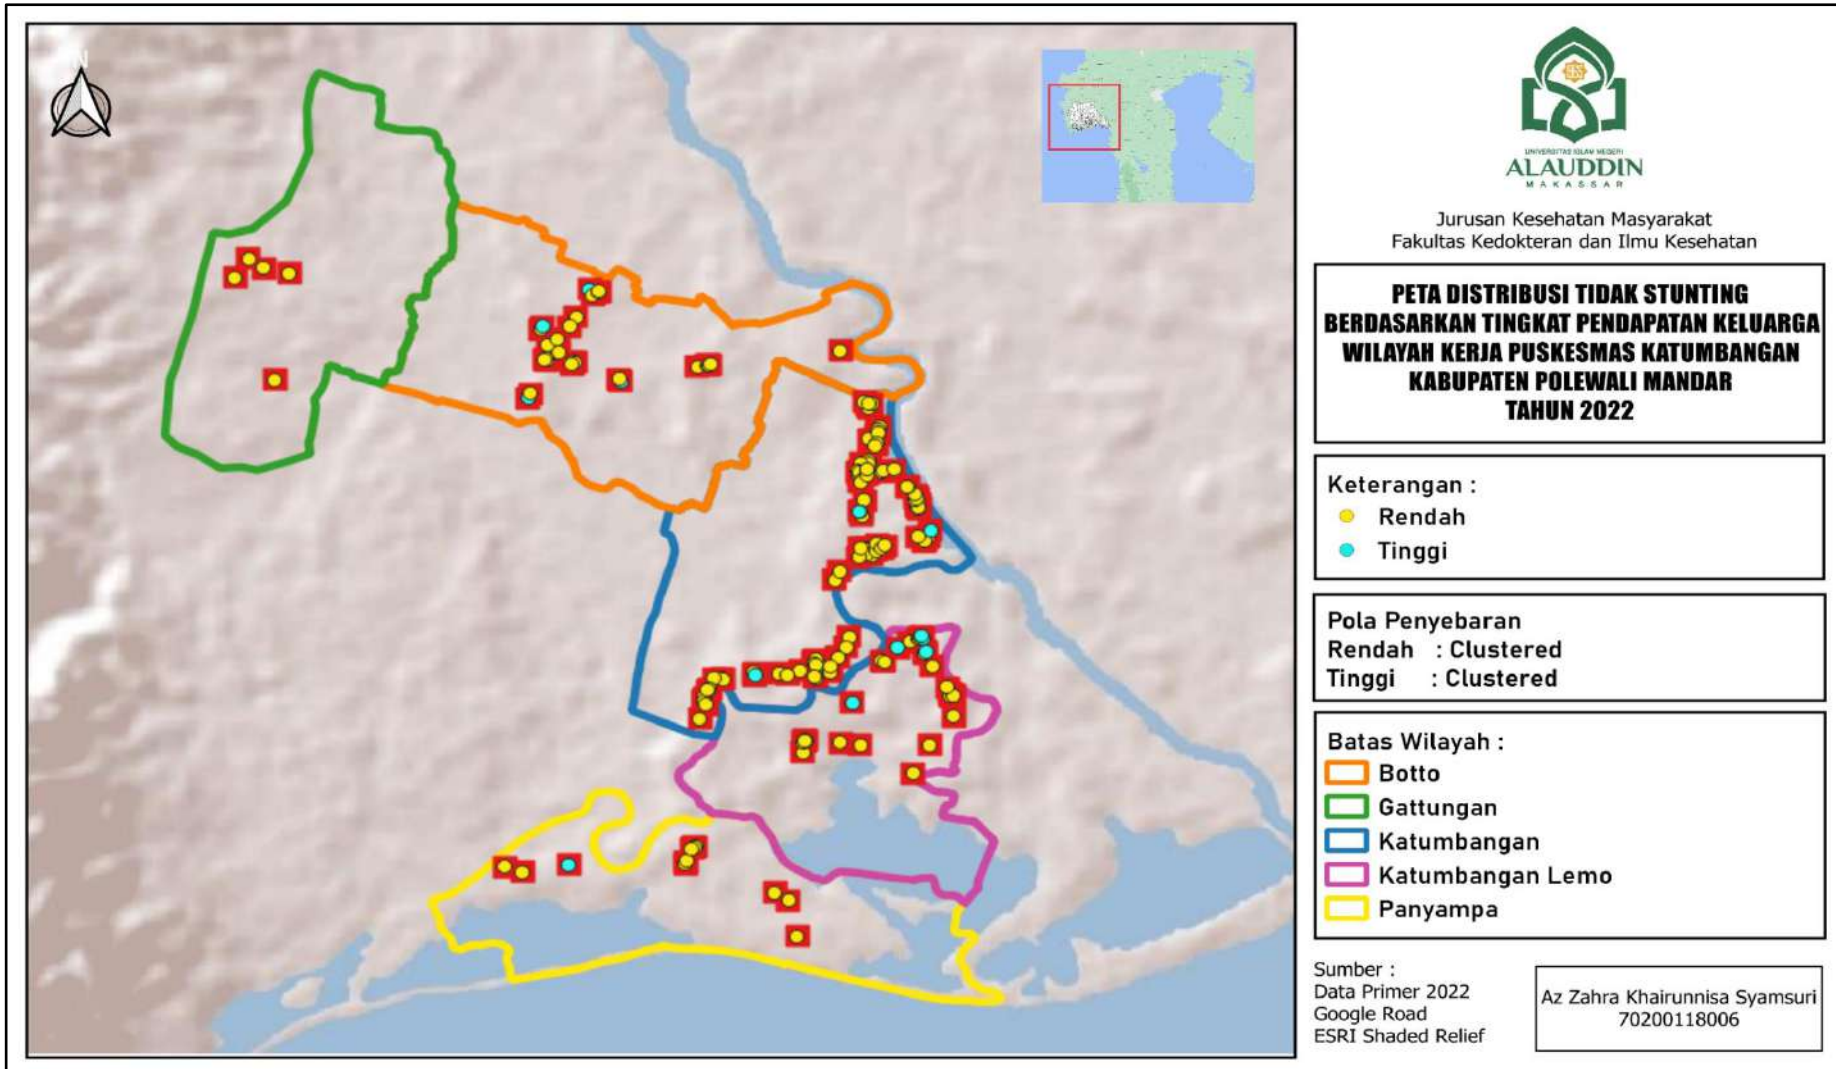 N
UNIVERSITAS ISLAM NEGERI
ALAUDDIN
MAKASSAR
Jurusan Kesehatan Masyarakat
Fakultas Kedokteran dan Ilmu Kesehatan
PETA DISTRIBUSI TIDAK STUNTING
BERDASARKAN TINGKAT PENDAPATAN KELUARGA
WILAYAH KERJA PUSKESMAS KATUMBANGAN
KABUPATEN POLEWALI MANDAR
TAHUN 2022
Keterangan :
Rendah
Tinggi
Pola Penyebaran
Rendah : Clustered
Tinggi : Clustered
Batas Wilayah :
Botto
Gattungan
Katumbangan
Katumbangan Lemo
Panyampa
Sumber :
Data Primer 2022
Google Road
ESRI Shaded Relief
Az Zahra Khairunnisa Syamsuri
70200118006